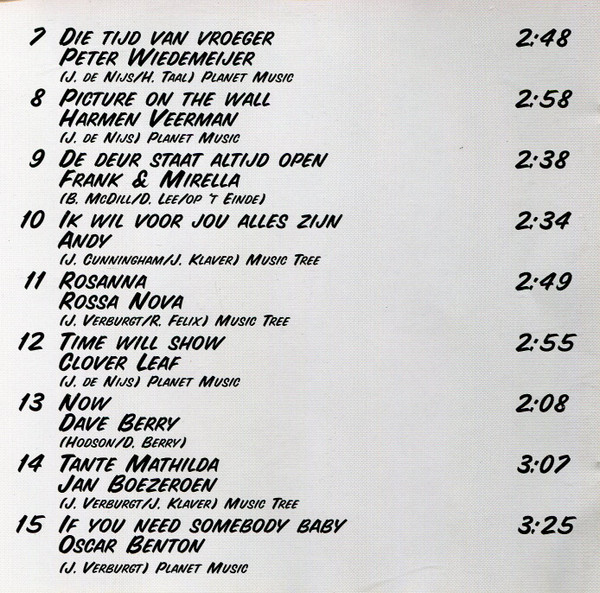 7 Die tijd van vroeger 2:48
Peter Wiedemeijer
(J. de Nijs/H. Taal) Planet Music
8 Picture on the wall 2:58
Harmen Veerman
(J. de Nijs) Planet Music
9 De deur staat altijd open 2:38
Frank & Mirella
(B. McDill/D. Lee/op 't Einde)
10 Ik wil voor jou alles zijn 2:34
Andy
(J. Cunningham/J. Klaver) Music Tree
11 Rosanna 2:49
Rossa Nova
(J. Verburgt/R. Felix) Music Tree
12 Time will show 2:55
Clover Leaf
(J. de Nijs) Planet Music
13 Now 2:08
Dave Berry
(Hodson/D. Berry)
14 Tante Mathilda 3:07
Jan Boezeroen
(J. Verburgt/J. Klaver) Music Tree
15 If you need somebody baby 3:25
Oscar Benton
(J. Verburgt) Planet Music